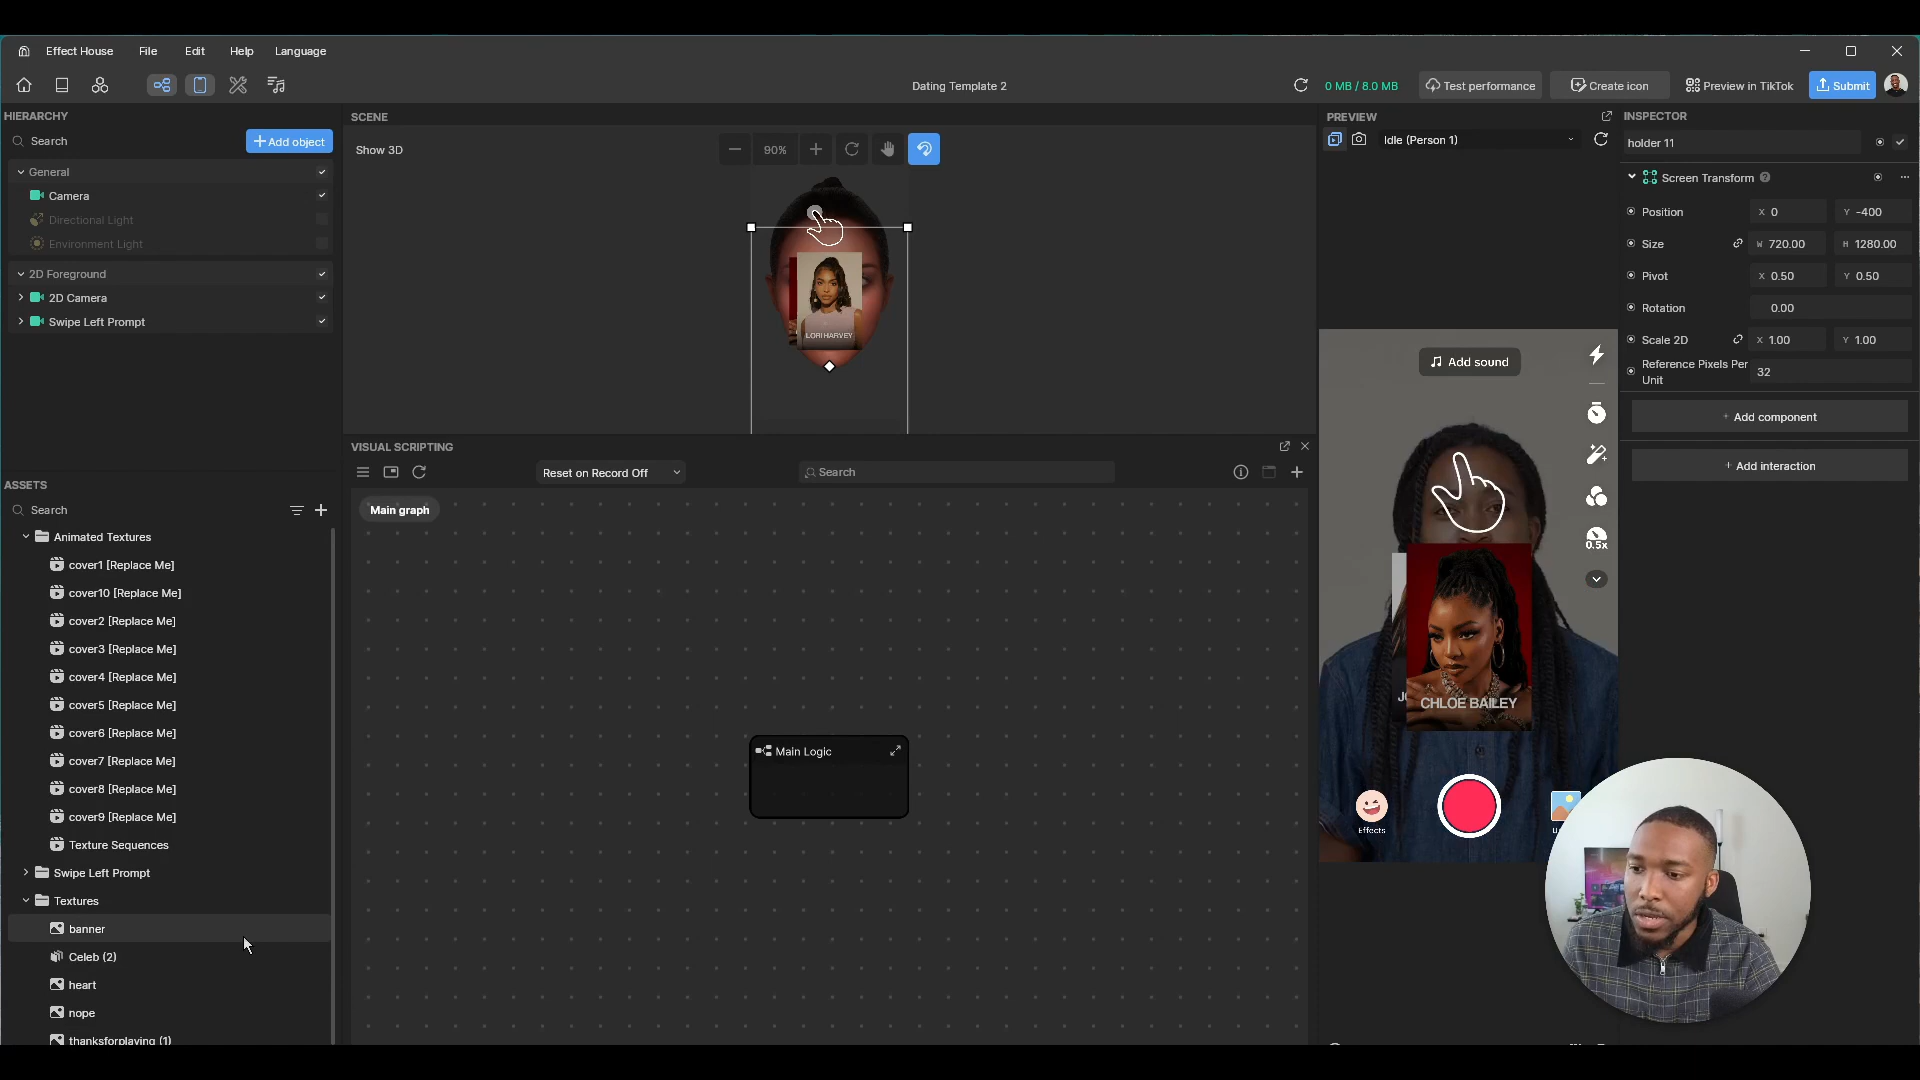 Effect House File Edit Help Language
Dating Template 2
0 MB / 8.0 MB
Test performance
Create icon
Preview in TikTok
Submit
HIERARCHY
Search
Add object
General
Camera
Directional Light
Environment Light
2D Foreground
2D Camera
Swipe Left Prompt
SCENE
Show 3D
90%
LORI HARVEY
PREVIEW
Idle (Person 1)
Add sound
0.5x
CHLOE BAILEY
Effects
INSPECTOR
holder 11
Screen Transform
Position X 0 Y -400
Size W 720.00 H 1280.00
Pivot X 0.50 Y 0.50
Rotation 0.00
Scale 2D X 1.00 Y 1.00
Reference Pixels Per
Unit
32
+ Add component
+ Add interaction
VISUAL SCRIPTING
Reset on Record Off
Search
Main graph
Main Logic
ASSETS
Search
Animated Textures
cover1 [Replace Me]
cover10 [Replace Me]
cover2 [Replace Me]
cover3 [Replace Me]
cover4 [Replace Me]
cover5 [Replace Me]
cover6 [Replace Me]
cover7 [Replace Me]
cover8 [Replace Me]
cover9 [Replace Me]
Texture Sequences
Swipe Left Prompt
Textures
banner
Celeb (2)
heart
nope
thanksforplaying (1)